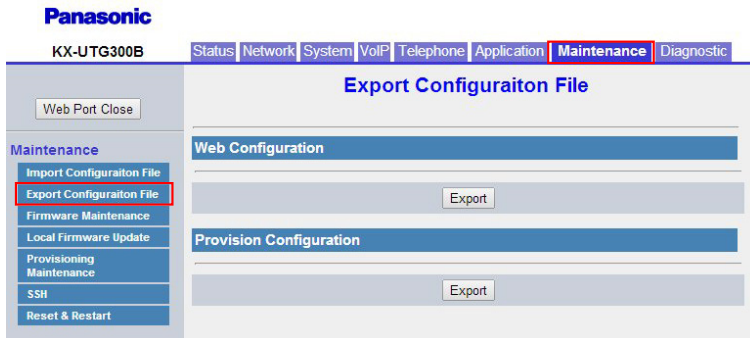 Panasonic
KX-UTG300B
Status Network System VoIP Telephone Application Maintenance Diagnostic
Web Port Close
Maintenance
Import Configuraiton File
Export Configuraiton File
Firmware Maintenance
Local Firmware Update
Provisioning
Maintenance
SSH
Reset & Restart
Export Configuraiton File
Web Configuration
Export
Provision Configuration
Export